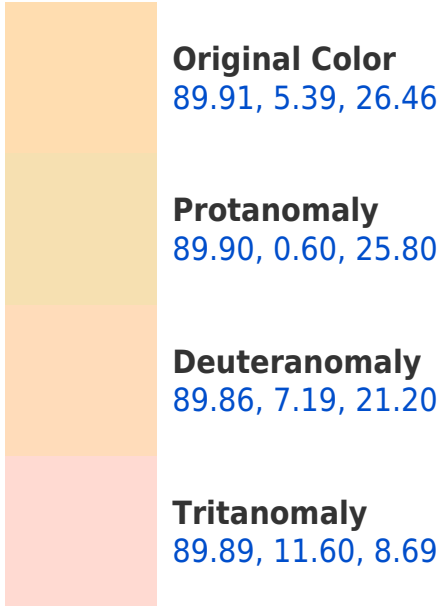 Original Color
89.91, 5.39, 26.46
Protanomaly
89.90, 0.60, 25.80
Deuteranomaly
89.86, 7.19, 21.20
Tritanomaly
89.89, 11.60, 8.69